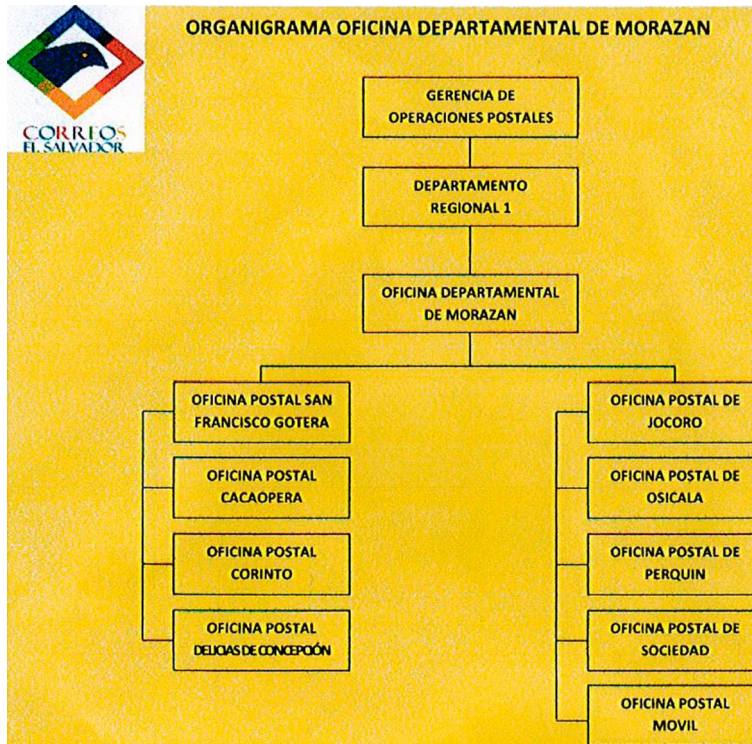 ORGANIGRAMA OFICINA DEPARTAMENTAL DE MORAZAN
CORREOS
EL SALVADOR
GERENCIA DE
OPERACIONES POSTALES
DEPARTAMENTO
REGIONAL 1
OFICINA DEPARTAMENTAL
DE MORAZAN
OFICINA POSTAL SAN
FRANCISCO GOTERA
OFICINA POSTAL
CACAOPERA
OFICINA POSTAL
CORINTO
OFICINA POSTAL
DELICIAS DE CONCEPCIÓN
OFICINA POSTAL DE
JOCORO
OFICINA POSTAL DE
OSICALA
OFICINA POSTAL DE
PERQUIN
OFICINA POSTAL DE
SOCIEDAD
OFICINA POSTAL
MOVIL